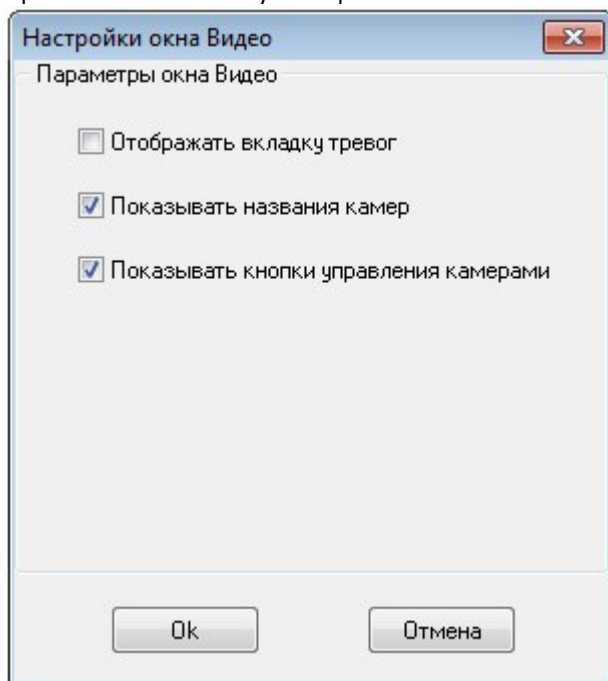 Настройки окна Видео
Параметры окна Видео
Отображать вкладку тревог
Показывать названия камер
Показывать кнопки управления камерами
Ok
Отмена